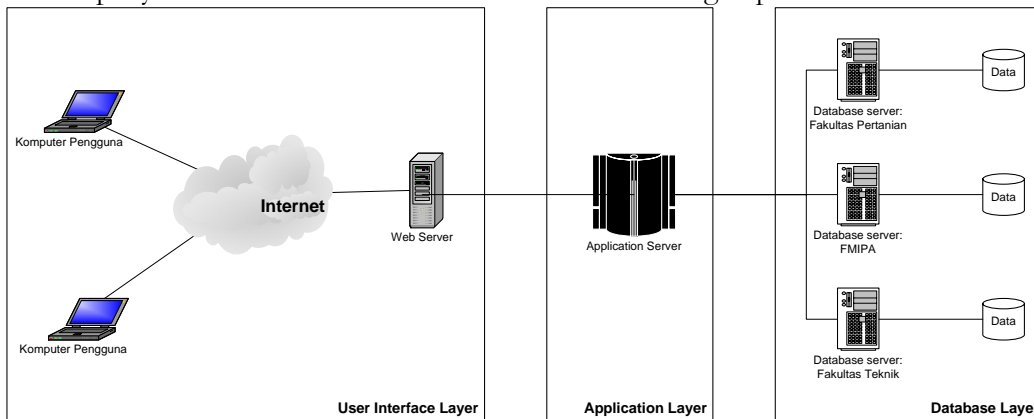 Komputer Pengguna
Internet
Web Server
Komputer Pengguna
User Interface Layer
Application Server
Application Layer
Database server:
Fakultas Pertanian
Data
Database server:
FMIPA
Data
Database server:
Fakultas Teknik
Data
Database Layer